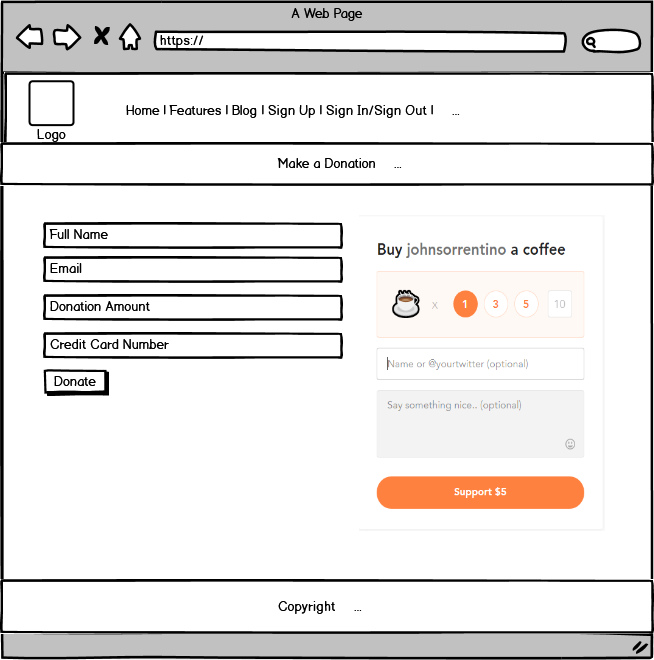 A Web Page
https://
Home | Features | Blog | Sign Up | Sign In/Sign Out | ...
Logo
Make a Donation ...
Full Name
Email
Donation Amount
Credit Card Number
Donate
Buy johnsorrentino a coffee
x 1 3 5 10
Name or @yourtwitter (optional)
Say something nice.. (optional)
Support $5
Copyright ...